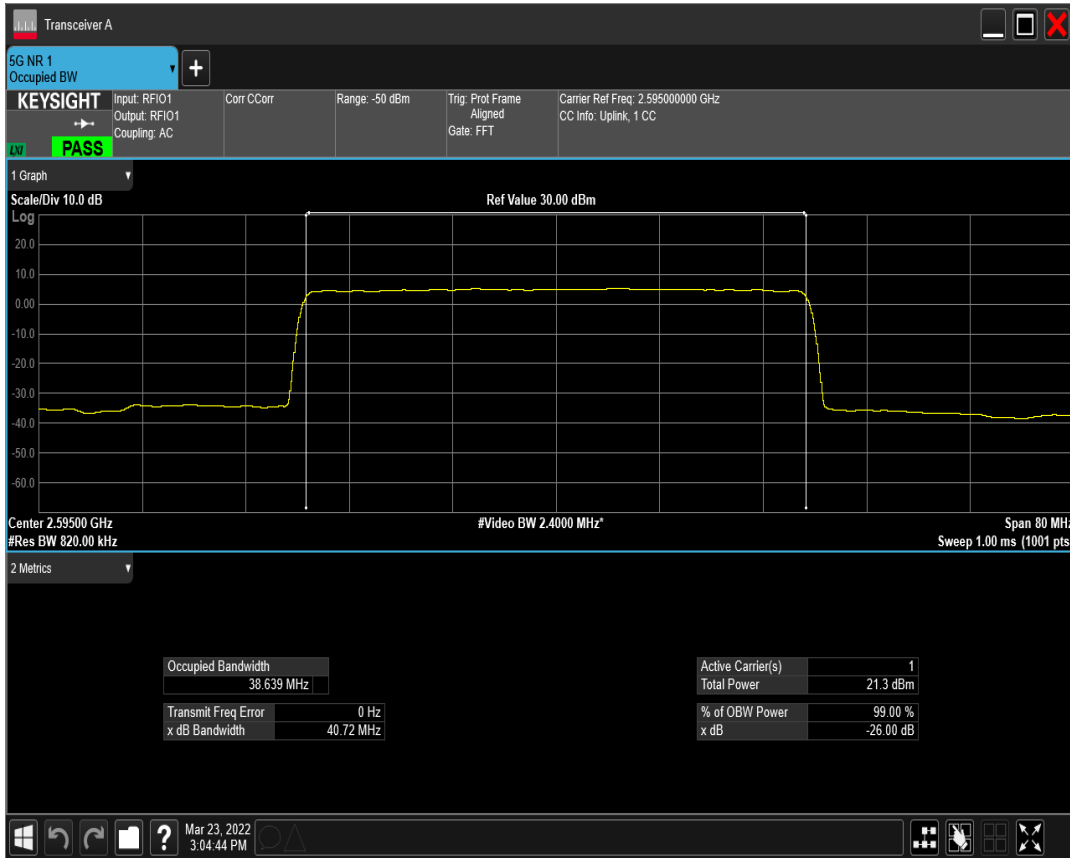 Transceiver A
5G NR 1
Occupied BW
KEYSIGHT
LXI
PASS
Input: RFIO1
Output: RFIO1
Coupling: AC
Corr CCorr
Range: -50 dBm
Trig: Prot Frame
Aligned
Gate: FFT
Carrier Ref Freq: 2.595000000 GHz
CC Info: Uplink, 1 CC
1 Graph
Scale/Div 10.0 dB
Ref Value 30.00 dBm
Log
20.0
10.0
0.00
-10.0
-20.0
-30.0
-40.0
-50.0
-60.0
Center 2.59500 GHz
#Video BW 2.4000 MHz*
Span 80 MHz
#Res BW 820.00 kHz
Sweep 1.00 ms (1001 pts
2 Metrics
Occupied Bandwidth
38.639 MHz
Transmit Freq Error 0 Hz
x dB Bandwidth 40.72 MHz
Active Carrier(s) 1
Total Power 21.3 dBm
% of OBW Power 99.00 %
x dB -26.00 dB
?
Mar 23, 2022
3:04:44 PM